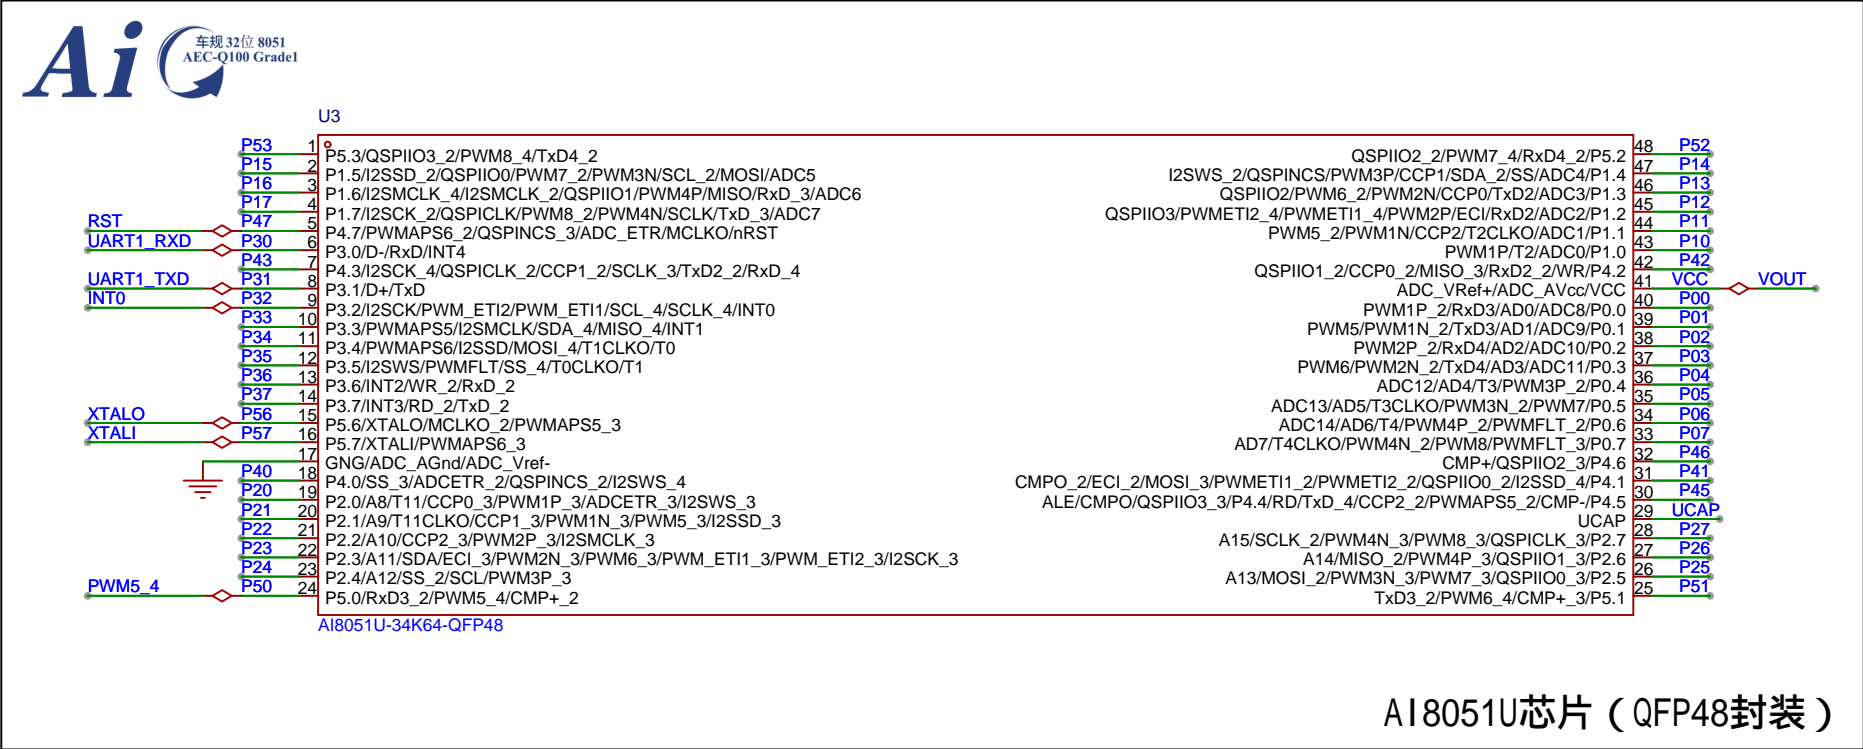 Ai
车规 32位 8051
AEC-Q100 Grade1
U3
P53 1 P5.3/QSPIIO3_2/PWM8_4/TxD4_2
P15 2 P1.5/I2SSD_2/QSPIIO0/PWM7_2/PWM3N/SCL_2/MOSI/ADC5
P16 3 P1.6/I2SMCLK_4/I2SMCLK_2/QSPIIO1/PWM4P/MISO/RxD_3/ADC6
P17 4 P1.7/I2SCK_2/QSPICLK/PWM8_2/PWM4N/SCLK/TxD_3/ADC7
RST P47 5 P4.7/PWMAPS6_2/QSPINCS_3/ADC_ETR/MCLKO/nRST
UART1_RXD P30 6 P3.0/D-/RxD/INT4
P43 7 P4.3/I2SCK_4/QSPICLK_2/CCP1_2/SCLK_3/TxD2_2/RxD_4
UART1_TXD P31 8 P3.1/D+/TxD
INT0 P32 9 P3.2/I2SCK/PWM_ETI2/PWM_ETI1/SCL_4/SCLK_4/INT0
P33 10 P3.3/PWMAPS5/I2SMCLK/SDA_4/MISO_4/INT1
P34 11 P3.4/PWMAPS6/I2SSD/MOSI_4/T1CLKO/T0
P35 12 P3.5/I2SWS/PWMFLT/SS_4/T0CLKO/T1
P36 13 P3.6/INT2/WR_2/RxD_2
P37 14 P3.7/INT3/RD_2/TxD_2
XTALO P56 15 P5.6/XTALO/MCLKO_2/PWMAPS5_3
XTALI P57 16 P5.7/XTALI/PWMAPS6_3
17 GNG/ADC_AGnd/ADC_Vref-
P40 18 P4.0/SS_3/ADCETR_2/QSPINCS_2/I2SWS_4
P20 19 P2.0/A8/T11/CCP0_3/PWM1P_3/ADCETR_3/I2SWS_3
P21 20 P2.1/A9/T11CLKO/CCP1_3/PWM1N_3/PWM5_3/I2SSD_3
P22 21 P2.2/A10/CCP2_3/PWM2P_3/I2SMCLK_3
P23 22 P2.3/A11/SDA/ECI_3/PWM2N_3/PWM6_3/PWM_ETI1_3/PWM_ETI2_3/I2SCK_3
P24 23 P2.4/A12/SS_2/SCL/PWM3P_3
PWM5_4 P50 24 P5.0/RxD3_2/PWM5_4/CMP+_2
QSPIIO2_2/PWM7_4/RxD4_2/P5.2 48 P52
I2SWS_2/QSPINCS/PWM3P/CCP1/SDA_2/SS/ADC4/P1.4 47 P14
QSPIIO2/PWM6_2/PWM2N/CCP0/TxD2/ADC3/P1.3 46 P13
QSPIIO3/PWMETI2_4/PWMETI1_4/PWM2P/ECI/RxD2/ADC2/P1.2 45 P12
PWM5_2/PWM1N/CCP2/T2CLKO/ADC1/P1.1 44 P11
PWM1P/T2/ADC0/P1.0 43 P10
QSPIIO1_2/CCP0_2/MISO_3/RxD2_2/WR/P4.2 42 P42
ADC_VRef+/ADC_AVcc/VCC 41 VCC VOUT
PWM1P_2/RxD3/AD0/ADC8/P0.0 40 P00
PWM5/PWM1N_2/TxD3/AD1/ADC9/P0.1 39 P01
PWM2P_2/RxD4/AD2/ADC10/P0.2 38 P02
PWM6/PWM2N_2/TxD4/AD3/ADC11/P0.3 37 P03
ADC12/AD4/T3/PWM3P_2/P0.4 36 P04
ADC13/AD5/T3CLKO/PWM3N_2/PWM7/P0.5 35 P05
ADC14/AD6/T4/PWM4P_2/PWMFLT_2/P0.6 34 P06
AD7/T4CLKO/PWM4N_2/PWM8/PWMFLT_3/P0.7 33 P07
CMP+/QSPIIO2_3/P4.6 32 P46
CMPO_2/ECI_2/MOSI_3/PWMETI1_2/PWMETI2_2/QSPIIO0_2/I2SSD_4/P4.1 31 P41
ALE/CMPO/QSPIIO3_3/P4.4/RD/TxD_4/CCP2_2/PWMAPS5_2/CMP-/P4.5 30 P45
UCAP 29 UCAP
A15/SCLK_2/PWM4N_3/PWM8_3/QSPICLK_3/P2.7 28 P27
A14/MISO_2/PWM4P_3/QSPIIO1_3/P2.6 27 P26
A13/MOSI_2/PWM3N_3/PWM7_3/QSPIIO0_3/P2.5 26 P25
TxD3_2/PWM6_4/CMP+_3/P5.1 25 P51
AI8051U-34K64-QFP48
AI8051U芯片（QFP48封装）